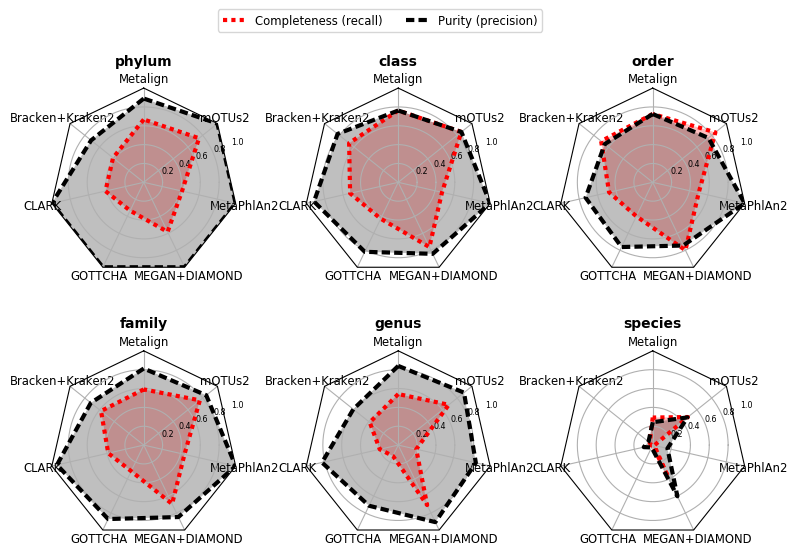 Completeness (recall) Purity (precision)
phylum class order
Metalign Metalign Metalign
Bracken+Kraken2 mOTUs2 Bracken+Kraken2 mOTUs2 Bracken+Kraken2 mOTUs2
0.2 0.4 0.6 0.8 1.0 0.2 0.4 0.6 0.8 1.0 0.2 0.4 0.6 0.8 1.0
CLARK MetaPhlAn2 CLARK MetaPhlAn2 CLARK MetaPhlAn2
GOTTCHA MEGAN+DIAMOND GOTTCHA MEGAN+DIAMOND GOTTCHA MEGAN+DIAMOND
family genus species
Metalign Metalign Metalign
Bracken+Kraken2 mOTUs2 Bracken+Kraken2 mOTUs2 Bracken+Kraken2 mOTUs2
0.2 0.4 0.6 0.8 1.0 0.2 0.4 0.6 0.8 1.0 0.2 0.4 0.6 0.8 1.0
CLARK MetaPhlAn2 CLARK MetaPhlAn2 CLARK MetaPhlAn2
GOTTCHA MEGAN+DIAMOND GOTTCHA MEGAN+DIAMOND GOTTCHA MEGAN+DIAMOND